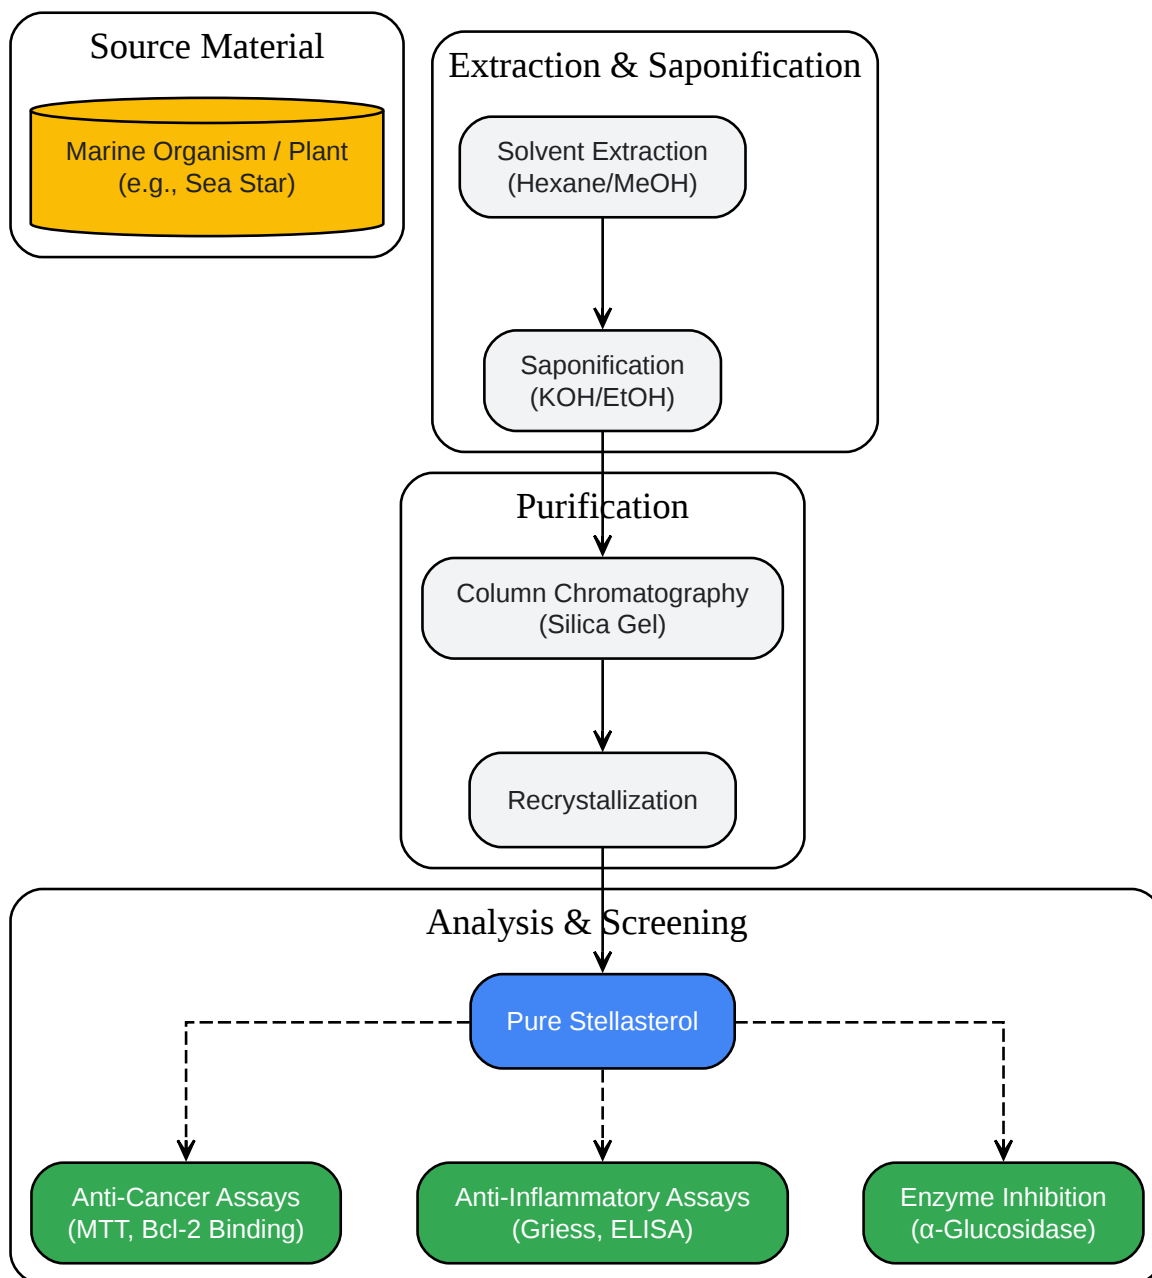 Source Material
Marine Organism / Plant
(e.g., Sea Star)
Extraction & Saponification
Solvent Extraction
(Hexane/MeOH)
Saponification
(KOH/EtOH)
Purification
Column Chromatography
(Silica Gel)
Recrystallization
Analysis & Screening
Pure Stellasterol
Anti-Cancer Assays
(MTT, Bcl-2 Binding)
Anti-Inflammatory Assays
(Griess, ELISA)
Enzyme Inhibition
(α-Glucosidase)